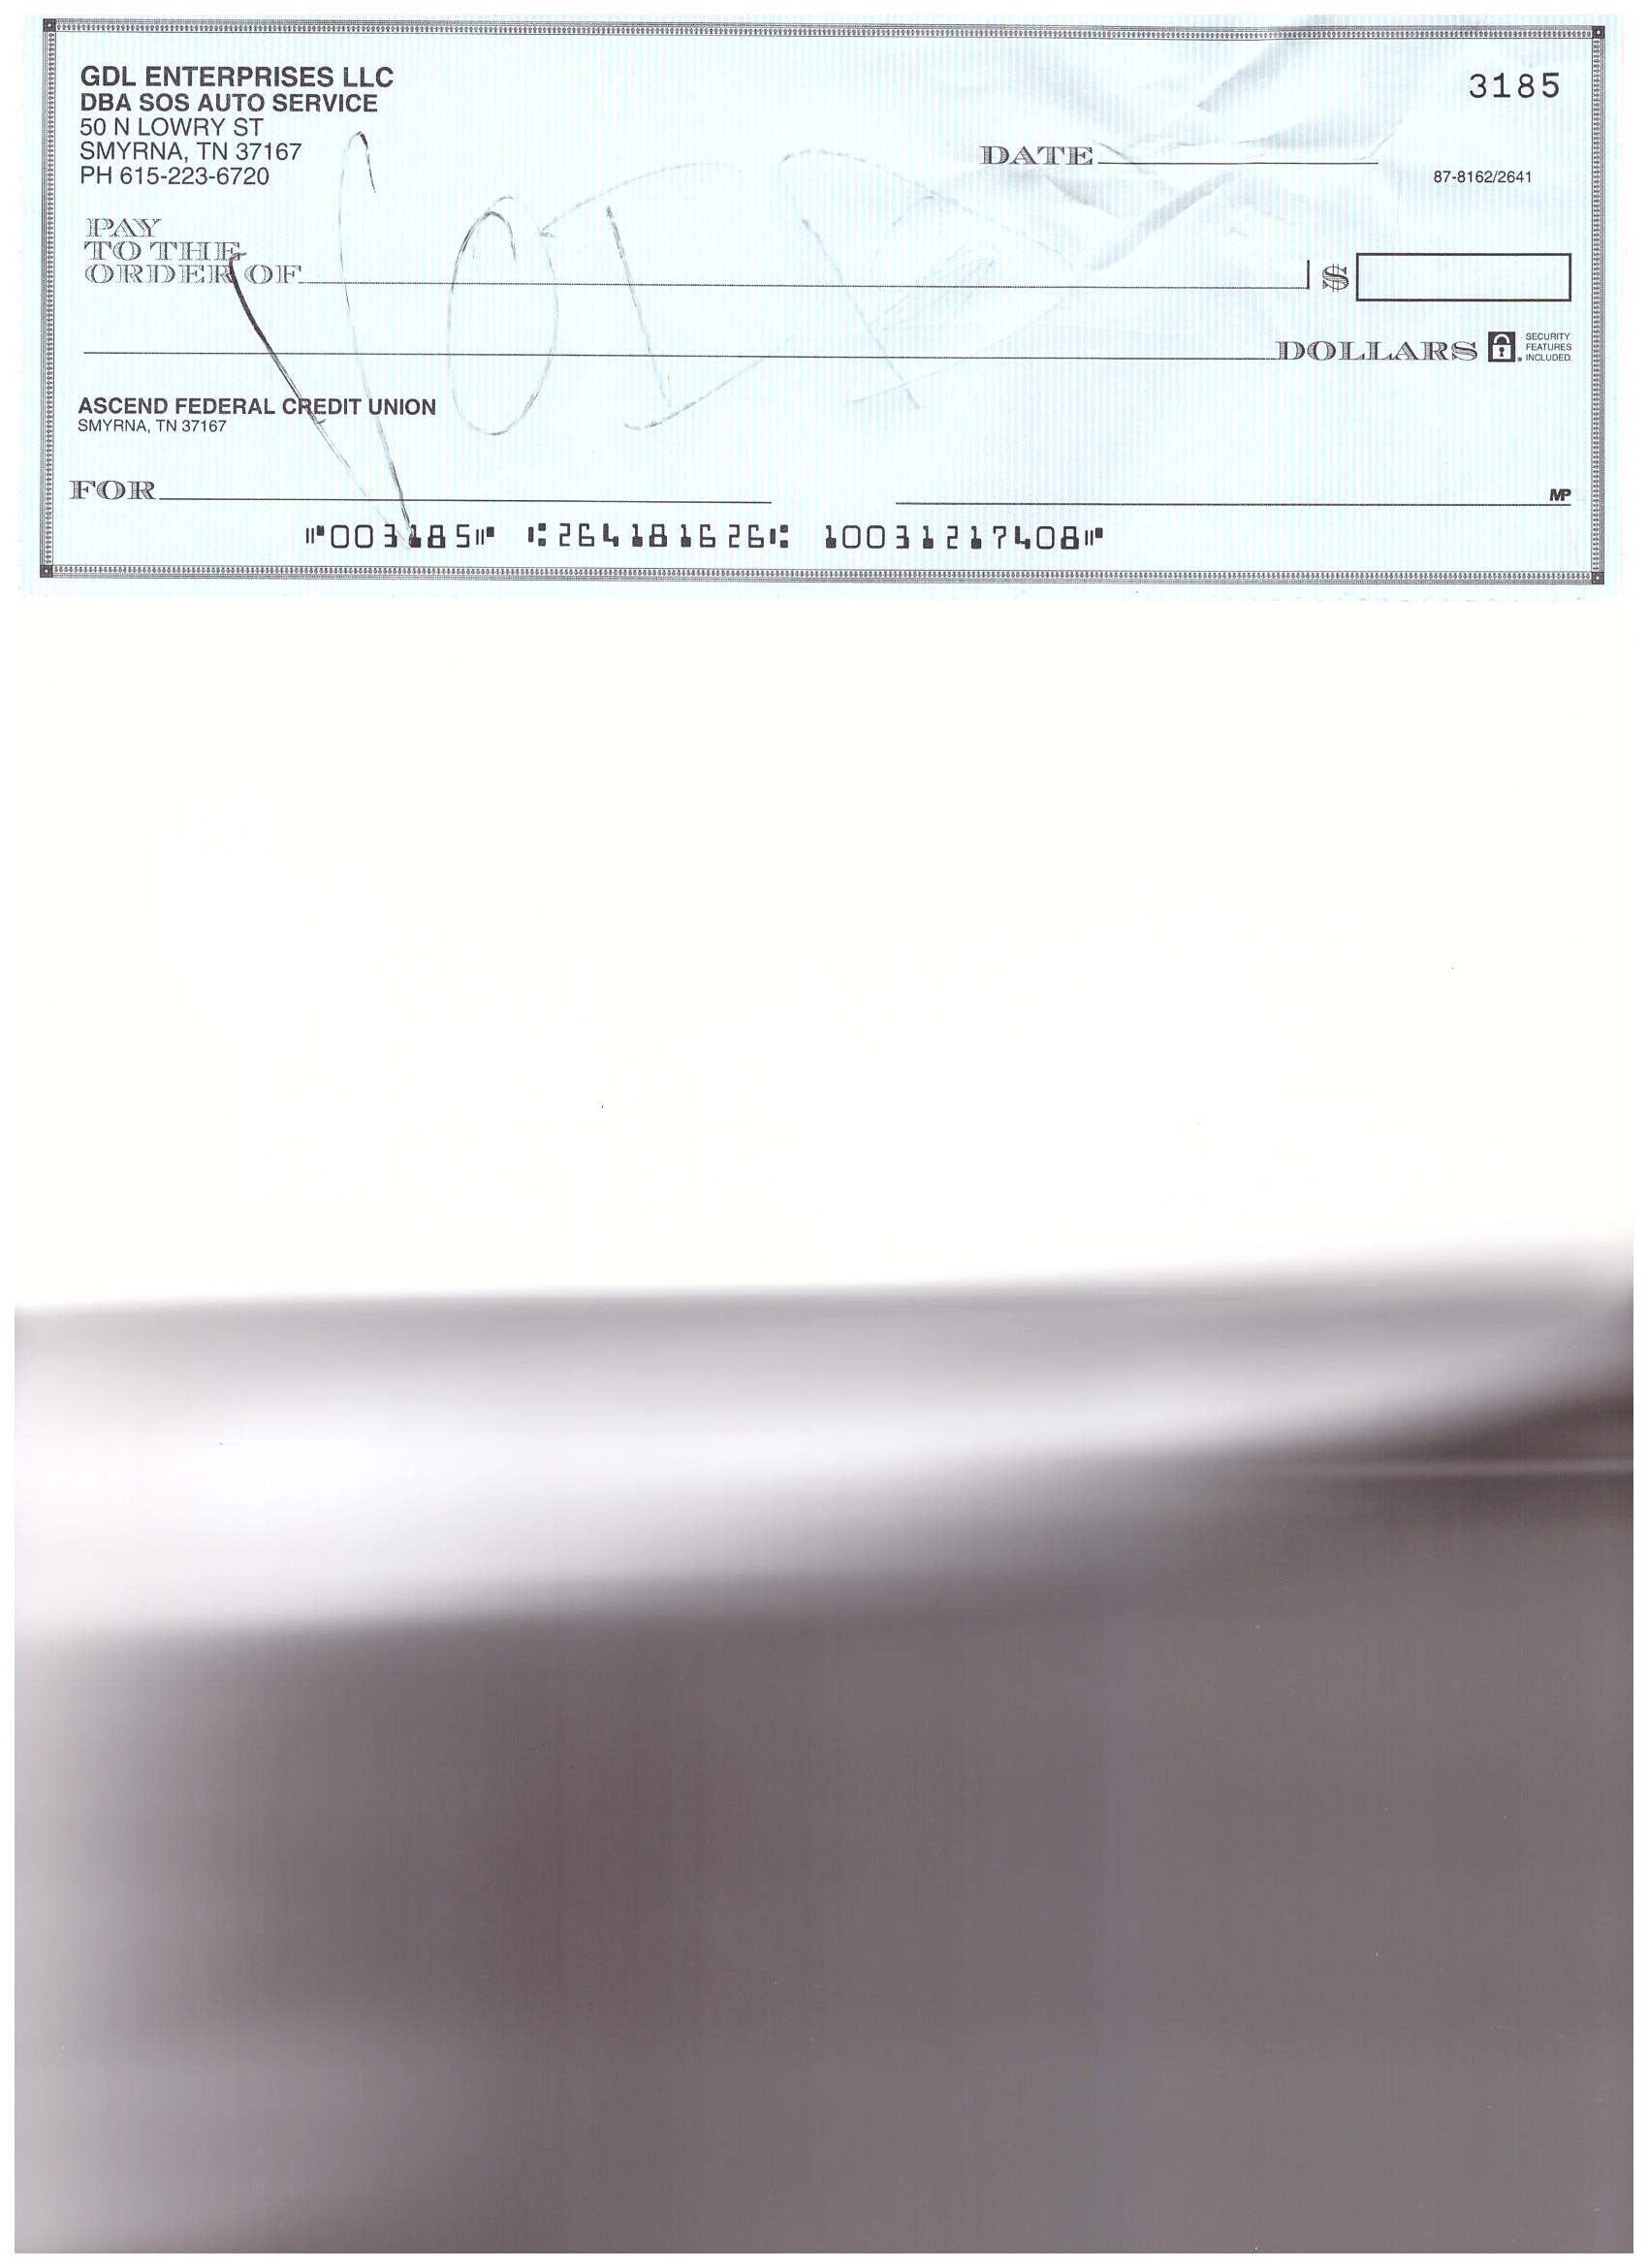 GDL ENTERPRISES LLC
DBA SOS AUTO SERVICE
50 N LOWRY ST
SMYRNA, TN 37167
PH 615-223-6720
3185
DATE
87-8162/2641
PAY
TO THE
ORDER OF
$
DOLLARS
SECURITY
FEATURES
INCLUDED.
VOID
ASCEND FEDERAL CREDIT UNION
SMYRNA, TN 37167
FOR
MP
⑈003185⑈ ⑆264181626⑆ 10031217408⑈